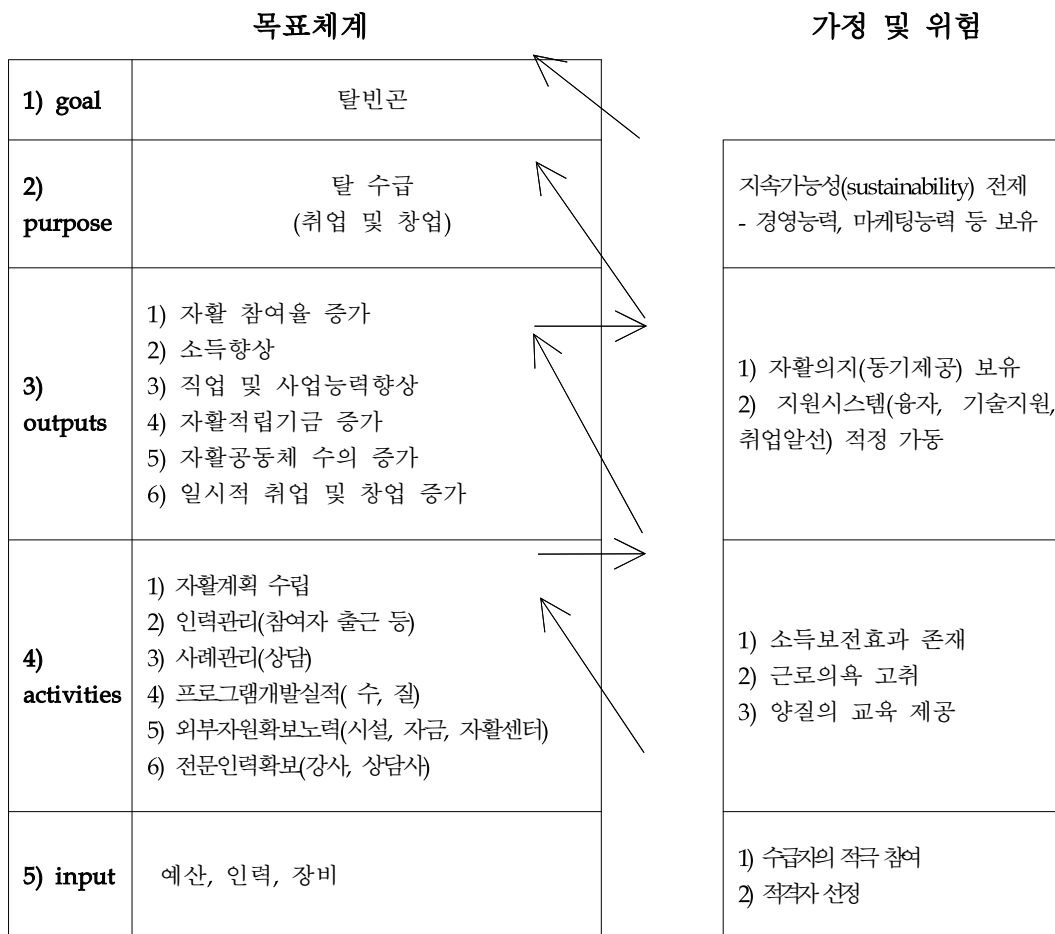 목표체계
가정 및 위험
1) goal
탈빈곤
2)
purpose
탈 수급
(취업 및 창업)
지속가능성(sustainability) 전제
- 경영능력, 마케팅능력 등 보유
3)
outputs
1) 자활 참여율 증가
2) 소득향상
3) 직업 및 사업능력향상
4) 자활적립기금 증가
5) 자활공동체 수의 증가
6) 일시적 취업 및 창업 증가
1) 자활의지(동기제공) 보유
2) 지원시스템(융자, 기술지원,
취업알선) 적정 가동
4)
activities
1) 자활계획 수립
2) 인력관리(참여자 출근 등)
3) 사례관리(상담)
4) 프로그램개발실적( 수, 질)
5) 외부자원확보노력(시설, 자금, 자활센터)
6) 전문인력확보(강사, 상담사)
1) 소득보전효과 존재
2) 근로의욕 고취
3) 양질의 교육 제공
5) input
예산, 인력, 장비
1) 수급자의 적극 참여
2) 적격자 선정